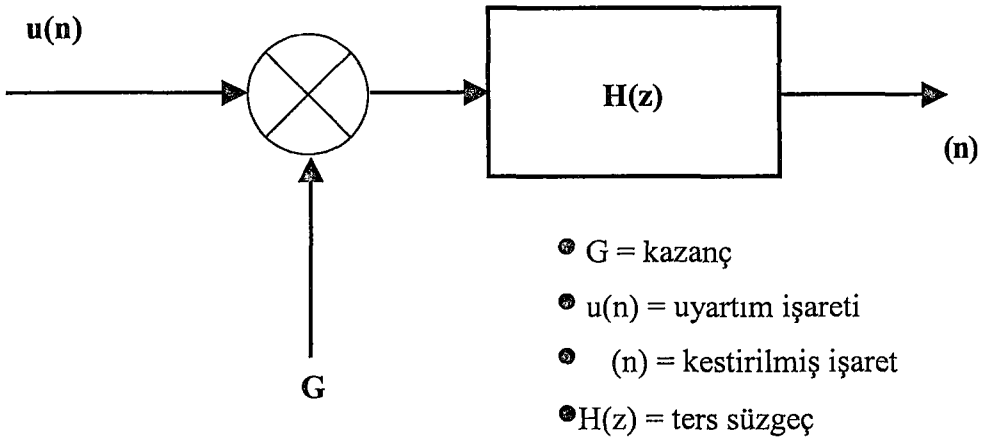 u(n)
H(z)
(n)
G
G = kazanç
u(n) = uyartım işareti
(n) = kestirilmiş işaret
H(z) = ters süzgeç